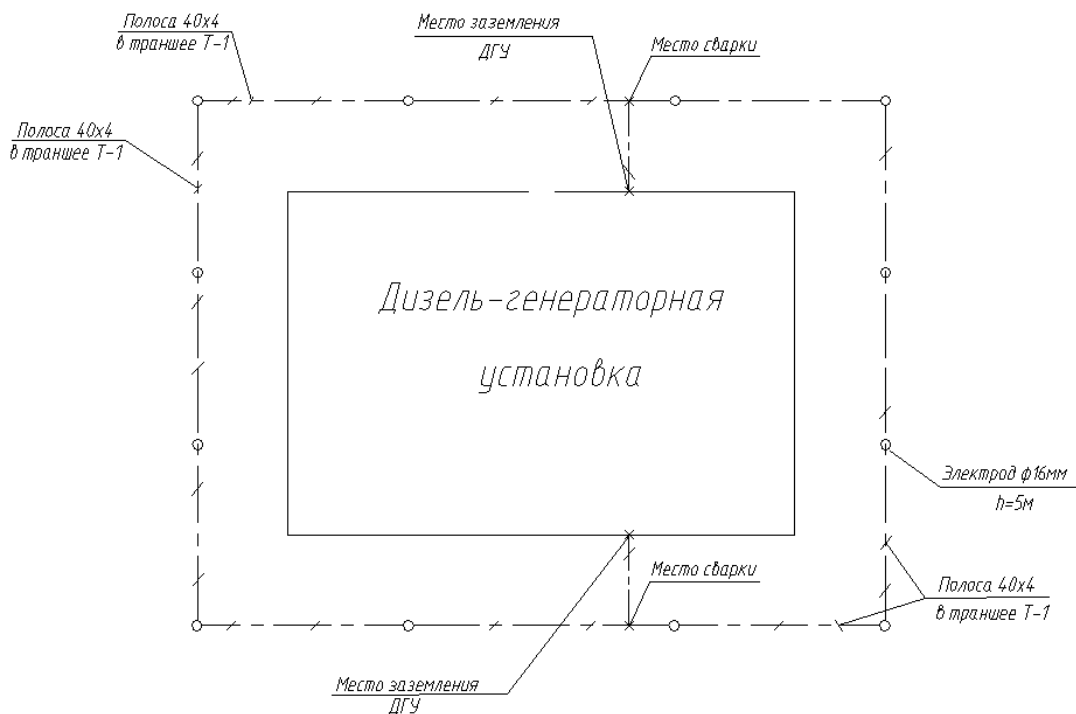 Полоса 40х4
в траншее Т-1
Место заземления
ДГУ
Место сварки
Полоса 40х4
в траншее Т-1
Дизель-генераторная
установка
Электрод ф16мм
h=5м
Место сварки
Полоса 40х4
в траншее Т-1
Место заземления
ДГУ